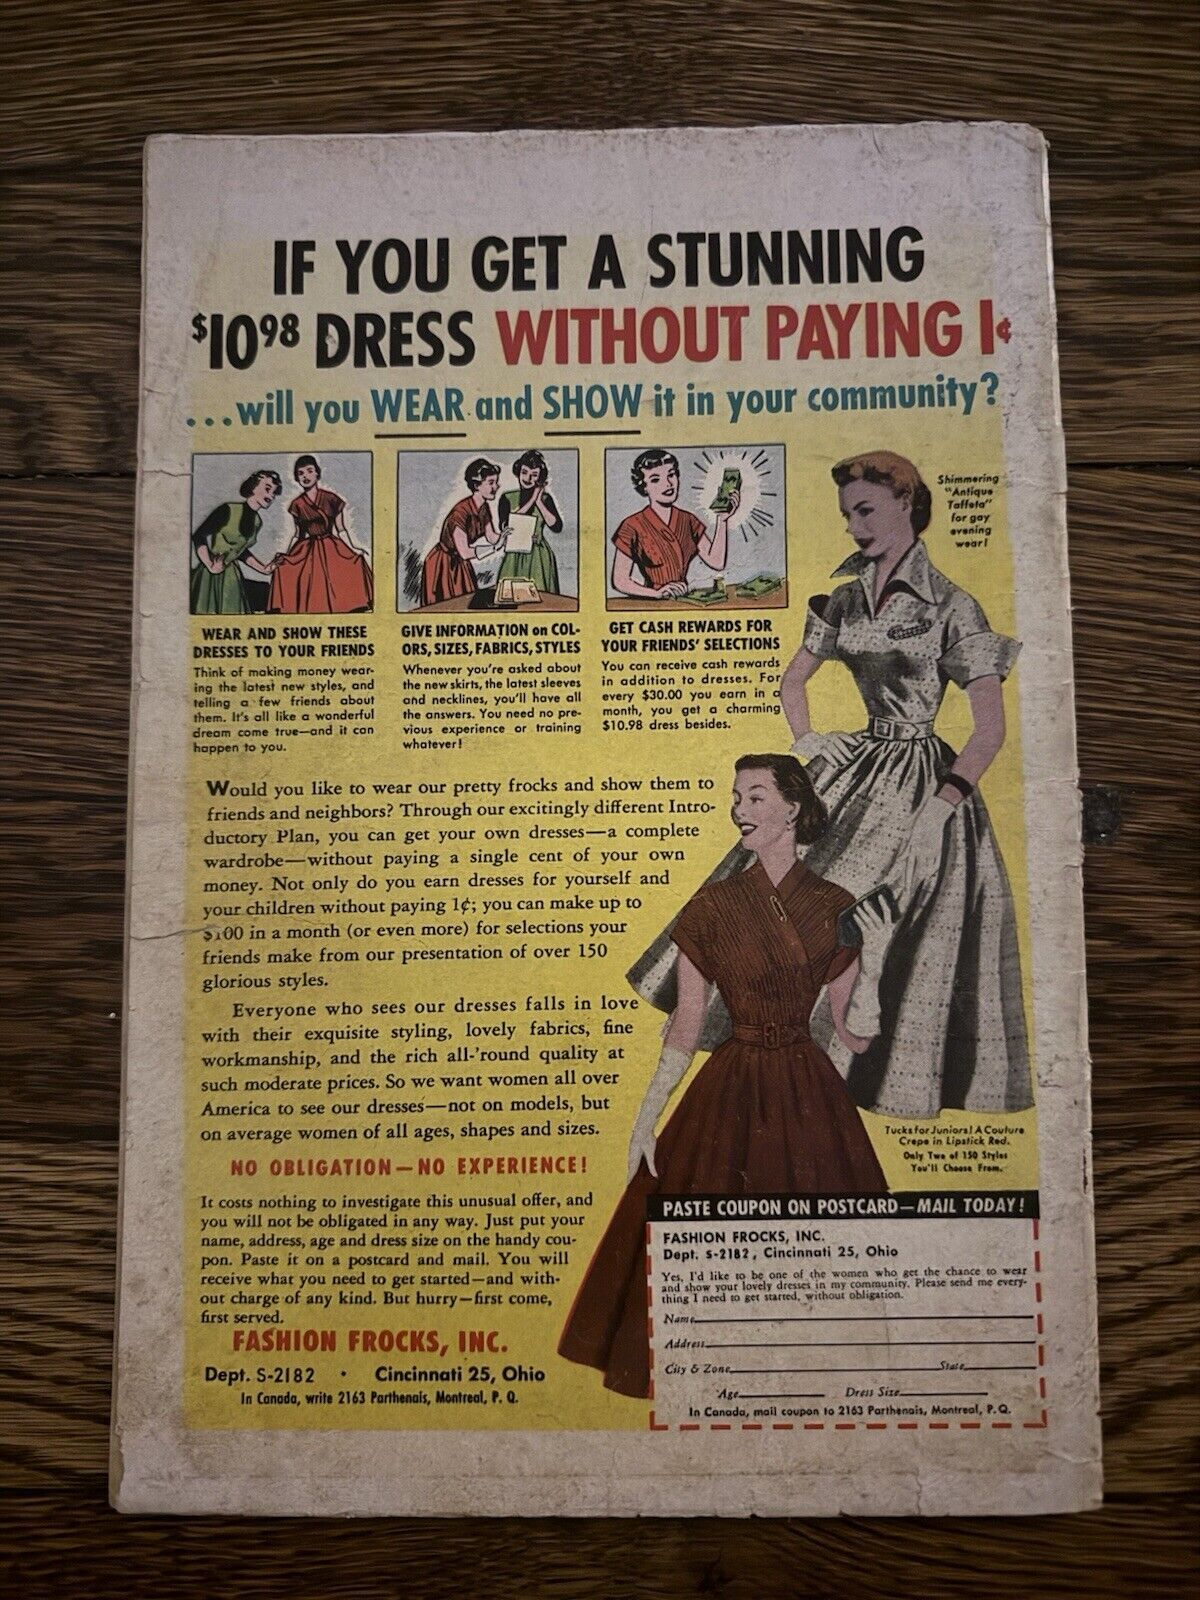 IF YOU GET A STUNNING
$10.98 DRESS WITHOUT PAYING 1¢
...will you WEAR and SHOW it in your community?
Shimmering
"Antique
Taffeta"
for gay
evening
wear!
WEAR AND SHOW THESE
DRESSES TO YOUR FRIENDS
Think of making money wear-
ing the latest new styles, and
telling a few friends about
them. It's all like a wonderful
dream come true—and it can
happen to you.
GIVE INFORMATION on COL-
ORS, SIZES, FABRICS, STYLES
Whenever you're asked about
the new skirts, the latest sleeves
and necklines, you'll have all
the answers. You need no pre-
vious experience or training
whatever!
GET CASH REWARDS FOR
YOUR FRIENDS' SELECTIONS
You can receive cash rewards
in addition to dresses. For
every $30.00 you earn in a
month, you get a charming
$10.98 dress besides.
Would you like to wear our pretty frocks and show them to
friends and neighbors? Through our excitingly different Intro-
ductory Plan, you can get your own dresses—a complete
wardrobe—without paying a single cent of your own
money. Not only do you earn dresses for yourself and
your children without paying 1¢; you can make up to
$100 in a month (or even more) for selections your
friends make from our presentation of over 150
glorious styles.
Everyone who sees our dresses falls in love
with their exquisite styling, lovely fabrics, fine
workmanship, and the rich all-'round quality at
such moderate prices. So we want women all over
America to see our dresses—not on models, but
on average women of all ages, shapes and sizes.
NO OBLIGATION—NO EXPERIENCE!
It costs nothing to investigate this unusual offer, and
you will not be obligated in any way. Just put your
name, address, age and dress size on the handy cou-
pon. Paste it on a postcard and mail. You will
receive what you need to get started—and with-
out charge of any kind. But hurry—first come,
first served.
FASHION FROCKS, INC.
Dept. S-2182 • Cincinnati 25, Ohio
In Canada, write 2163 Parthenais, Montreal, P. Q.
Tucks for Juniors! A Couture
Crepe in Lipstick Red.
Only Two of 150 Styles
You'll Choose From.
PASTE COUPON ON POSTCARD—MAIL TODAY!
FASHION FROCKS, INC.
Dept. S-2182, Cincinnati 25, Ohio
Yes, I'd like to be one of the women who get the chance to wear
and show your lovely dresses in my community. Please send me every-
thing I need to get started, without obligation.
Name
Address
City & Zone State
Age Dress Size
In Canada, mail coupon to 2163 Parthenais, Montreal, P. Q.